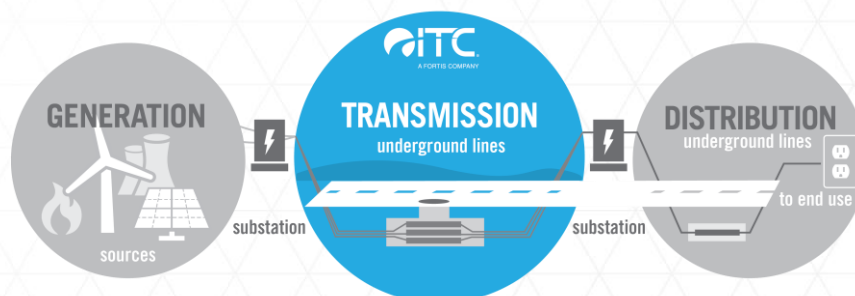 ITC
A FORTIS COMPANY
GENERATION
sources
substation
TRANSMISSION
underground lines
substation
DISTRIBUTION
underground lines
to end use